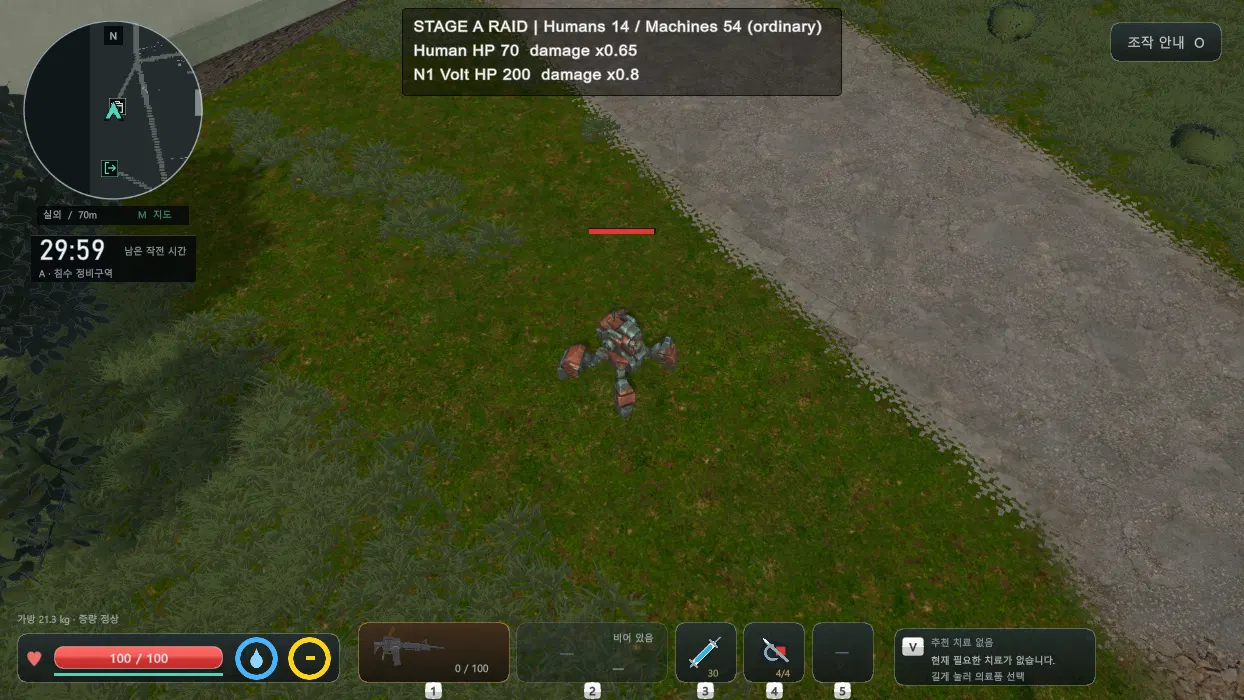 STAGE A RAID | Humans 14 / Machines 54 (ordinary)
Human HP 70 damage x0.65
N1 Volt HP 200 damage x0.8
조작 안내 O
N
실외 / 70m
M 지도
29:59 남은 작전 시간
A · 침수 정비구역
가방 21.3 kg · 중량 정상
100 / 100
0 / 100
1
비어 있음
2
30
3
4/4
4
5
V
추천 치료 없음
현재 필요한 치료가 없습니다.
길게 눌러 의료품 선택